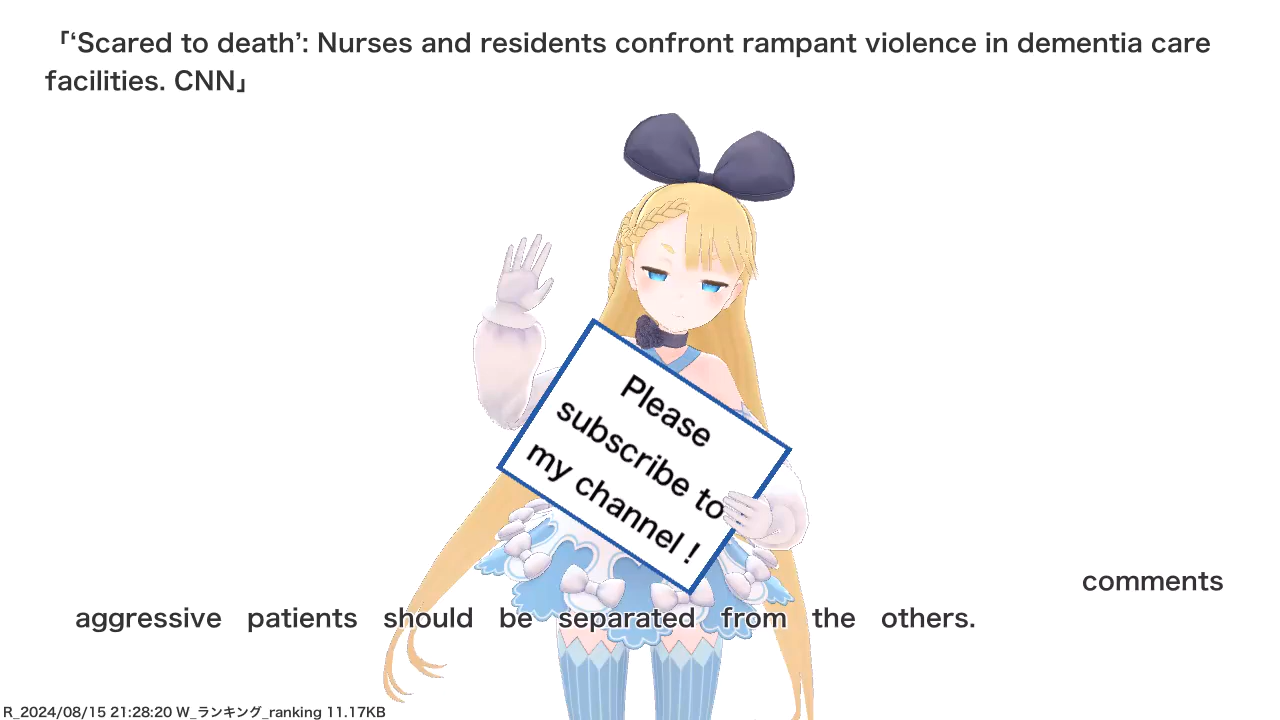 「‘Scared to death’: Nurses and residents confront rampant violence in dementia care
facilities. CNN」
Please
subscribe to
my channel !
comments
aggressive patients should be separated from the others.
R_2024/08/15 21:28:20 W_ランキング_ranking 11.17KB